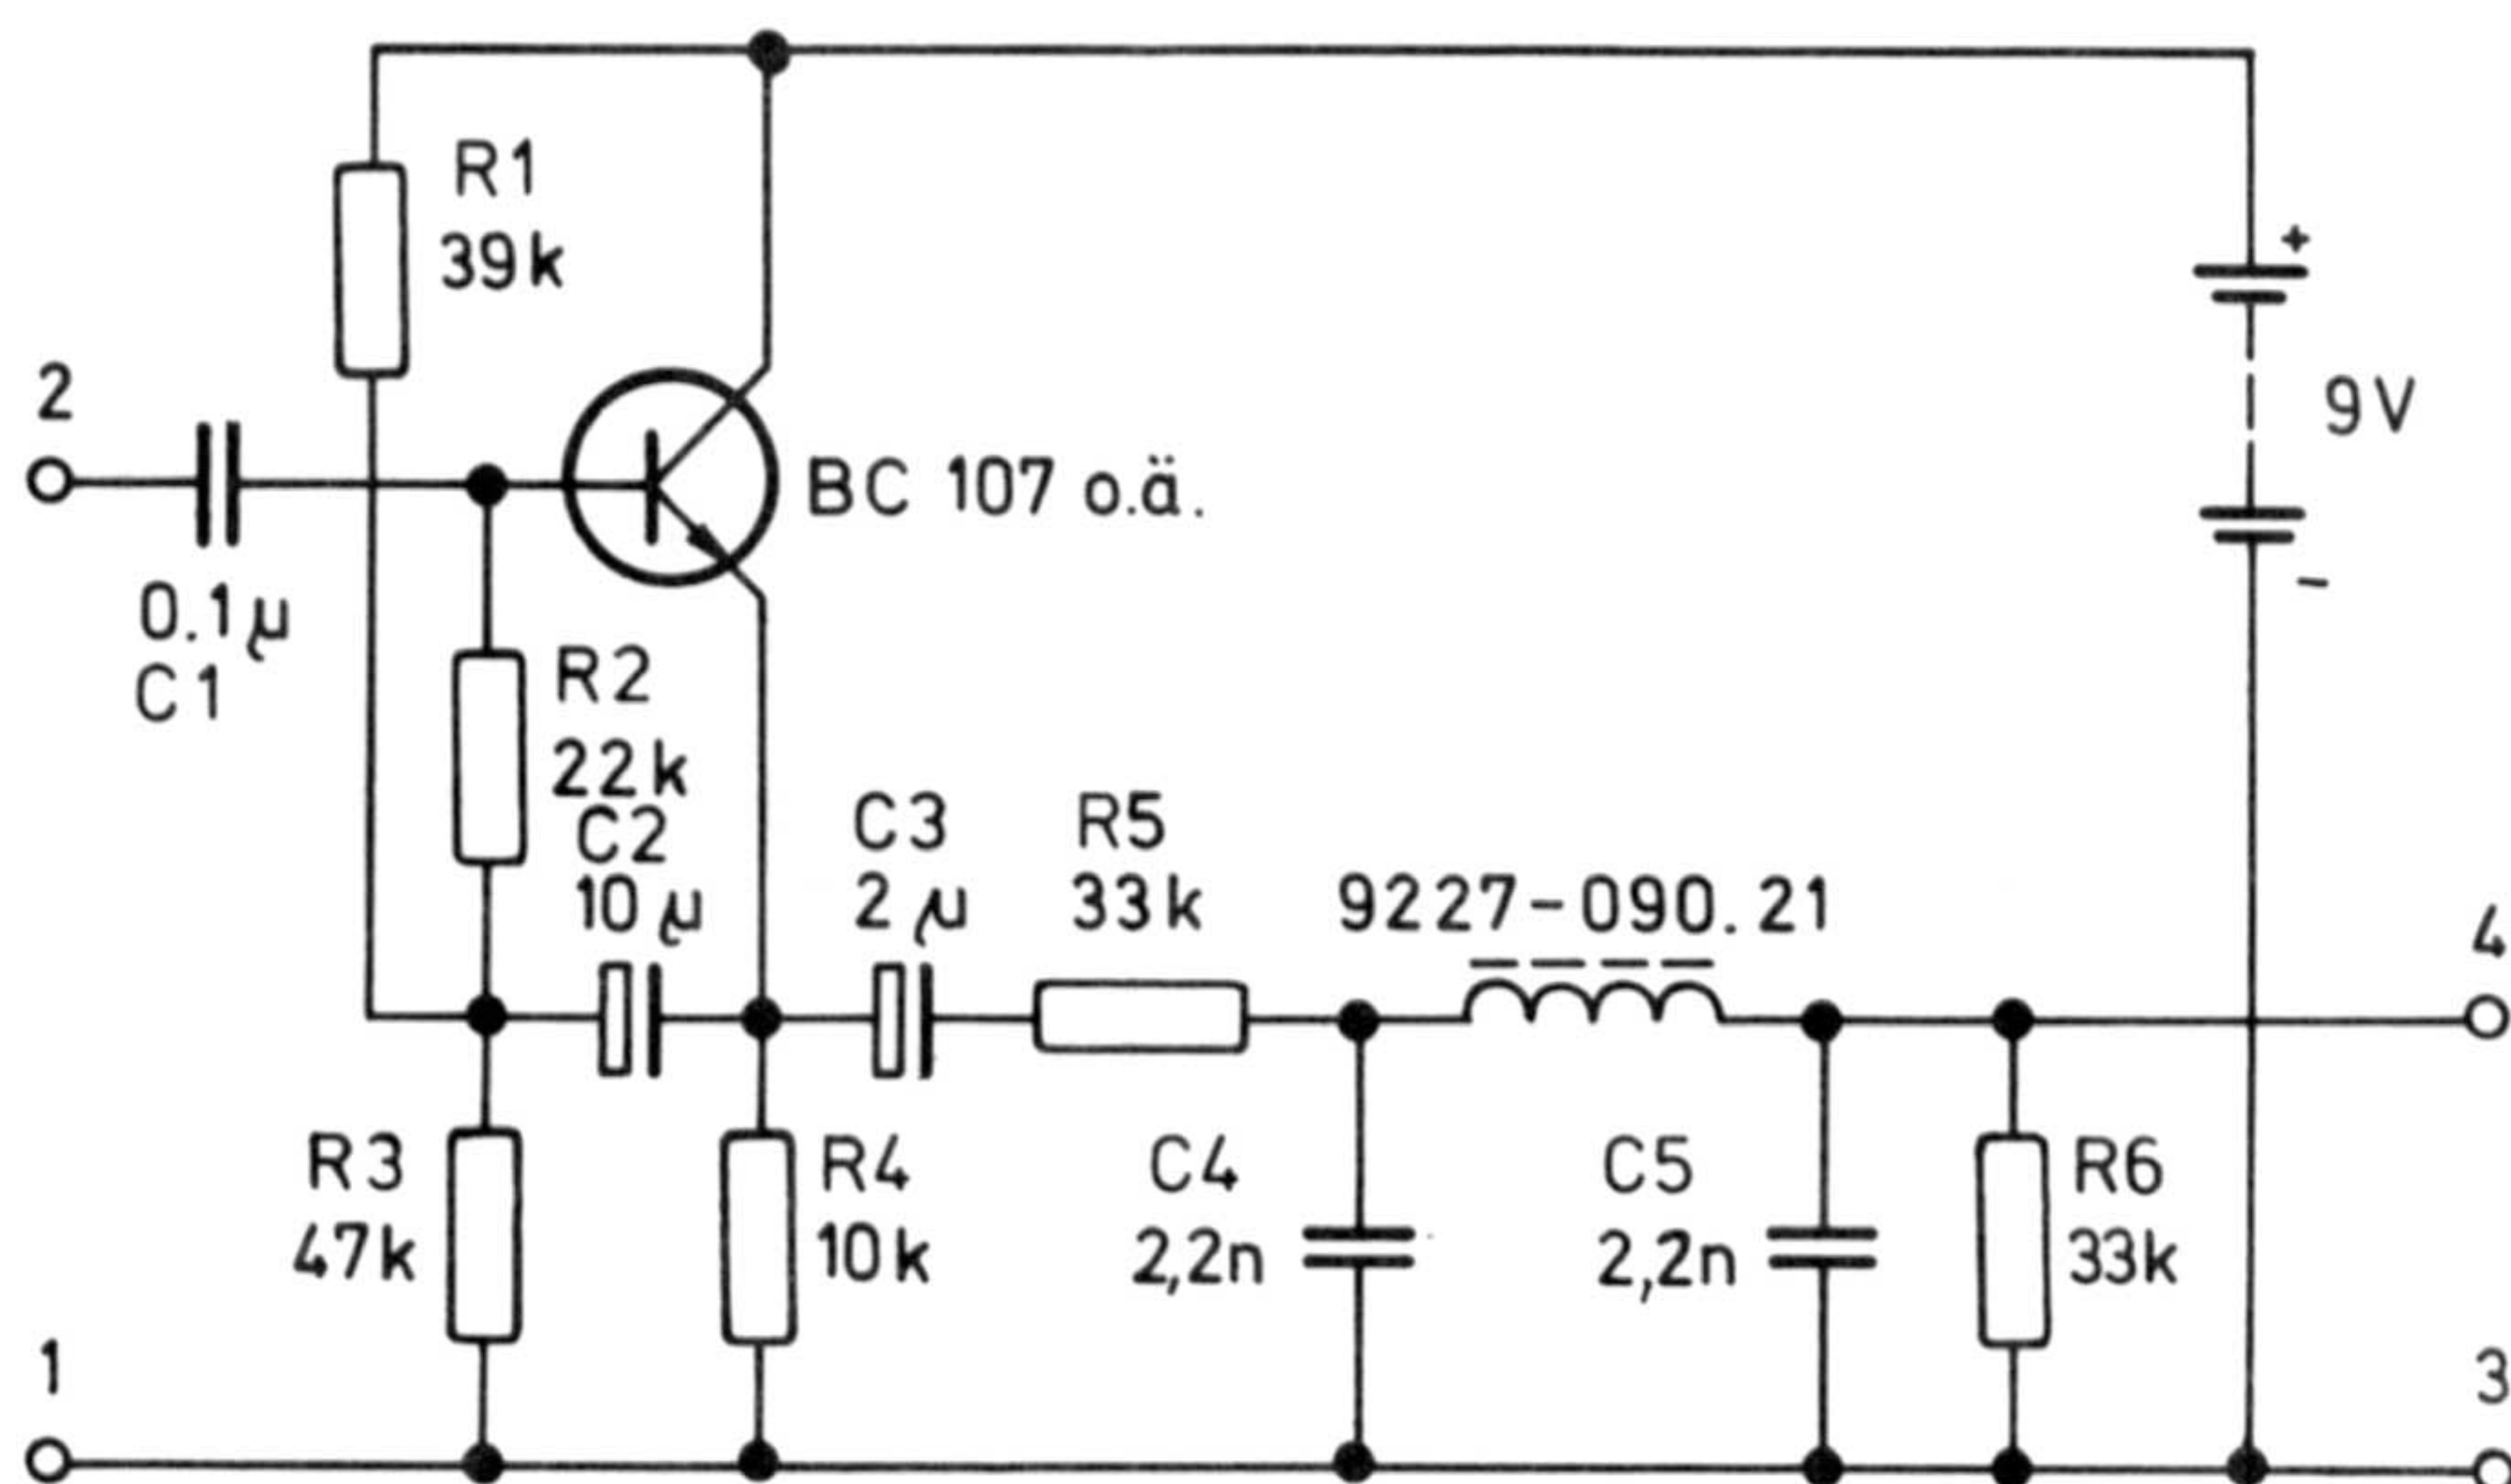 R1
39k
+
2
9V
BC 107 o.ä.
0.1µ
C1
-
R2
22k
C2
10µ
C3
2µ
R5
33k
9227-090.21
4
R3
47k
R4
10k
C4
2,2n
C5
2,2n
R6
33k
1
3